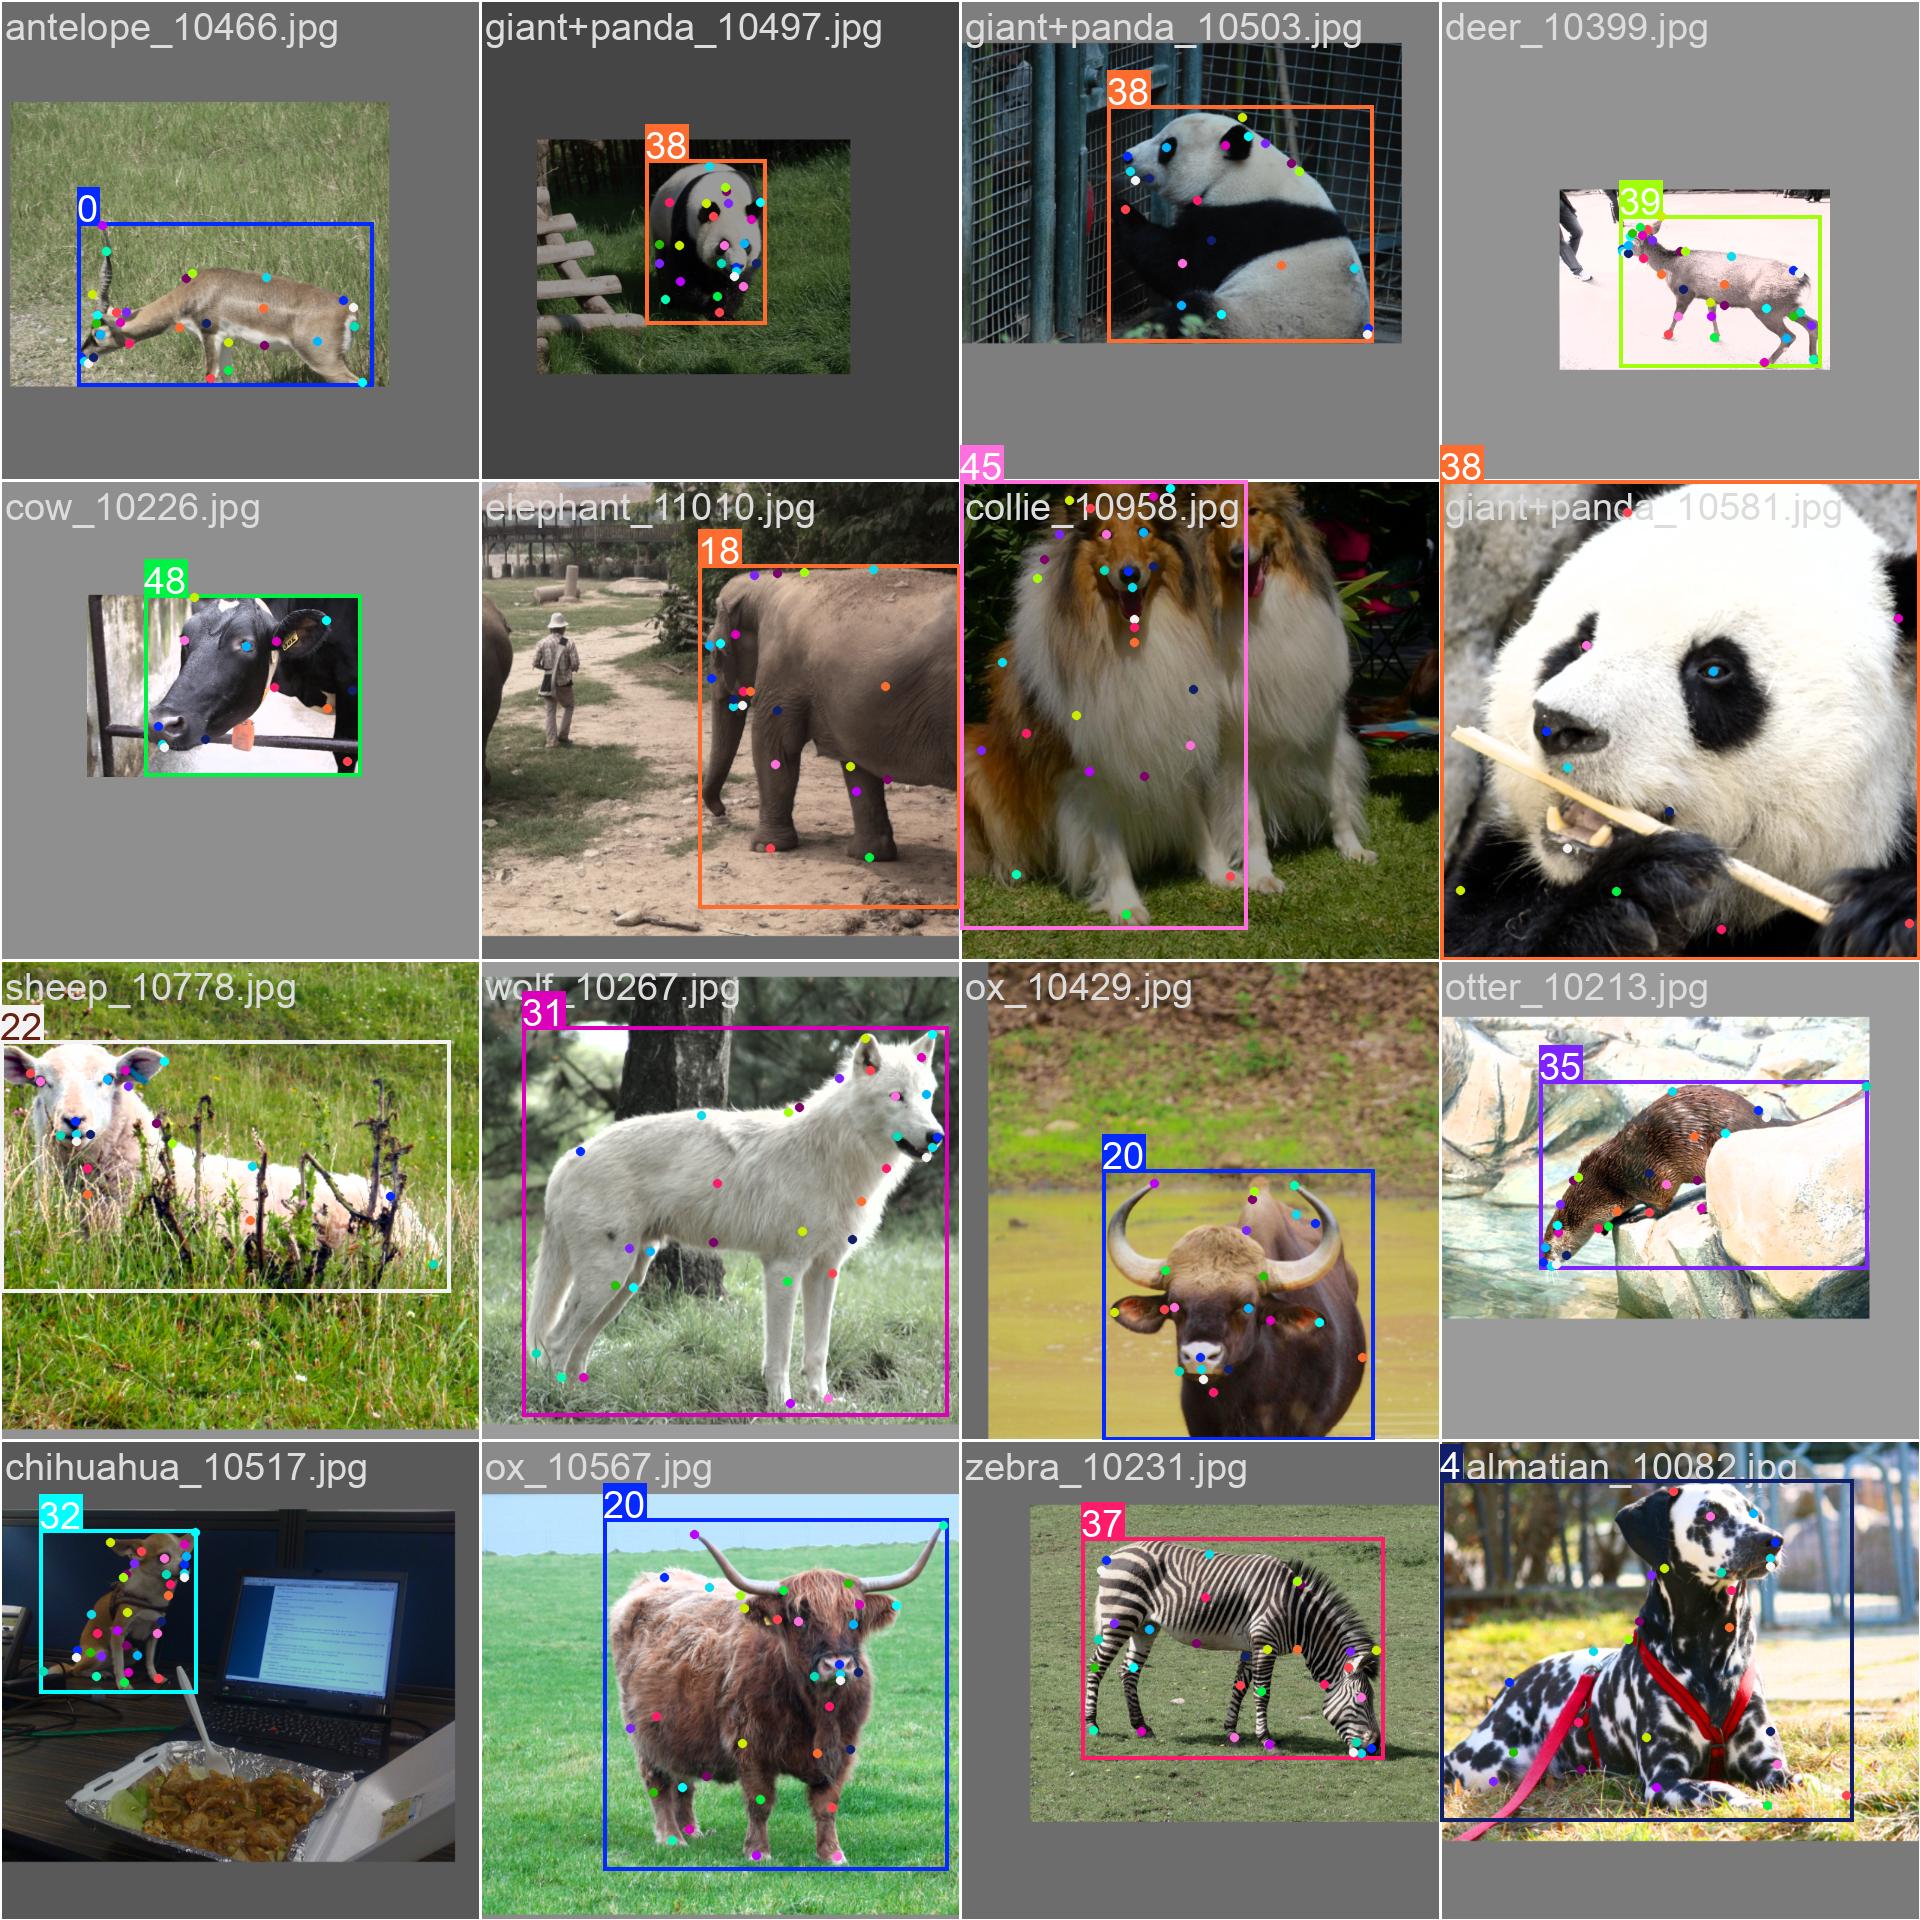 antelope_10466.jpg
giant+panda_10497.jpg
giant+panda_10503.jpg
deer_10399.jpg
0
38
38
39
cow_10226.jpg
elephant_11010.jpg
collie_10958.jpg
giant+panda_10581.jpg
48
18
45
38
sheep_10778.jpg
wolf_10267.jpg
ox_10429.jpg
otter_10213.jpg
22
31
20
35
chihuahua_10517.jpg
ox_10567.jpg
zebra_10231.jpg
almatian_10082.jpg
32
20
37
4